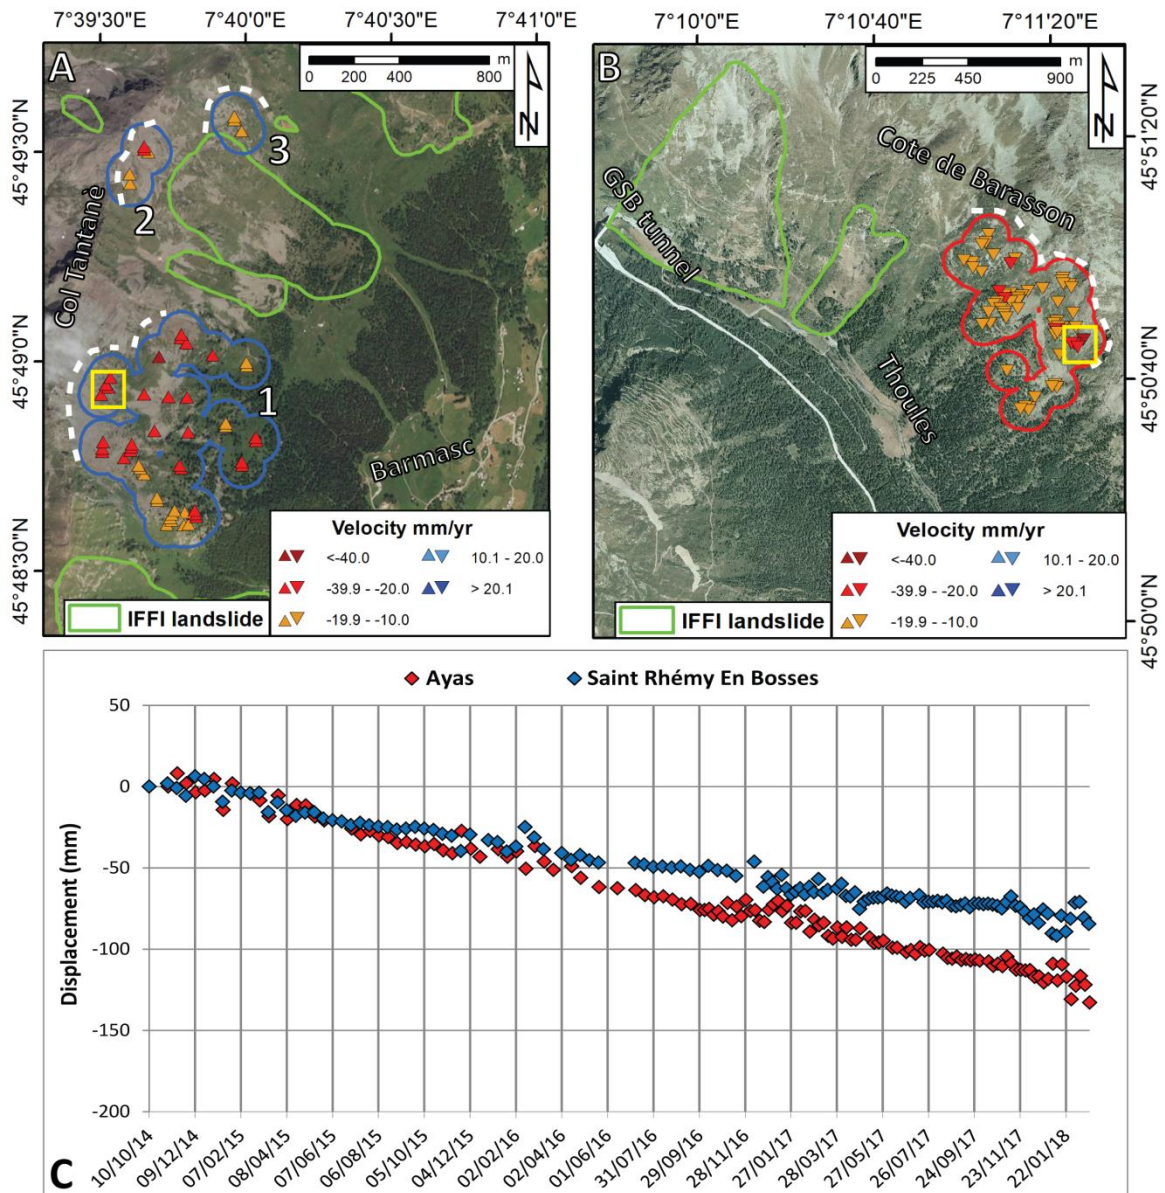 7°39'30"E 7°40'0"E 7°40'30"E 7°41'0"E
7°10'0"E 7°10'40"E 7°11'20"E
A
0 200 400 800 m
N
45°49'30"N
45°49'0"N
45°48'30"N
3
2
Col Tantanè
1
Barmasc
Velocity mm/yr
<-40.0
10.1 - 20.0
-39.9 - -20.0
> 20.1
-19.9 - -10.0
IFFI landslide
B
0 225 450 900 m
N
45°51'20"N
45°50'40"N
45°50'0"N
Cote de Barasson
GSB tunnel
Thoules
Velocity mm/yr
<-40.0
10.1 - 20.0
-39.9 - -20.0
> 20.1
-19.9 - -10.0
IFFI landslide
Ayas
Saint Rhémy En Bosses
Displacement (mm)
50
0
-50
-100
-150
-200
10/10/14 09/12/14 07/02/15 08/04/15 07/06/15 06/08/15 05/10/15 04/12/15 02/02/16 02/04/16 01/06/16 31/07/16 29/09/16 28/11/16 27/01/17 28/03/17 27/05/17 26/07/17 24/09/17 23/11/17 22/01/18
C